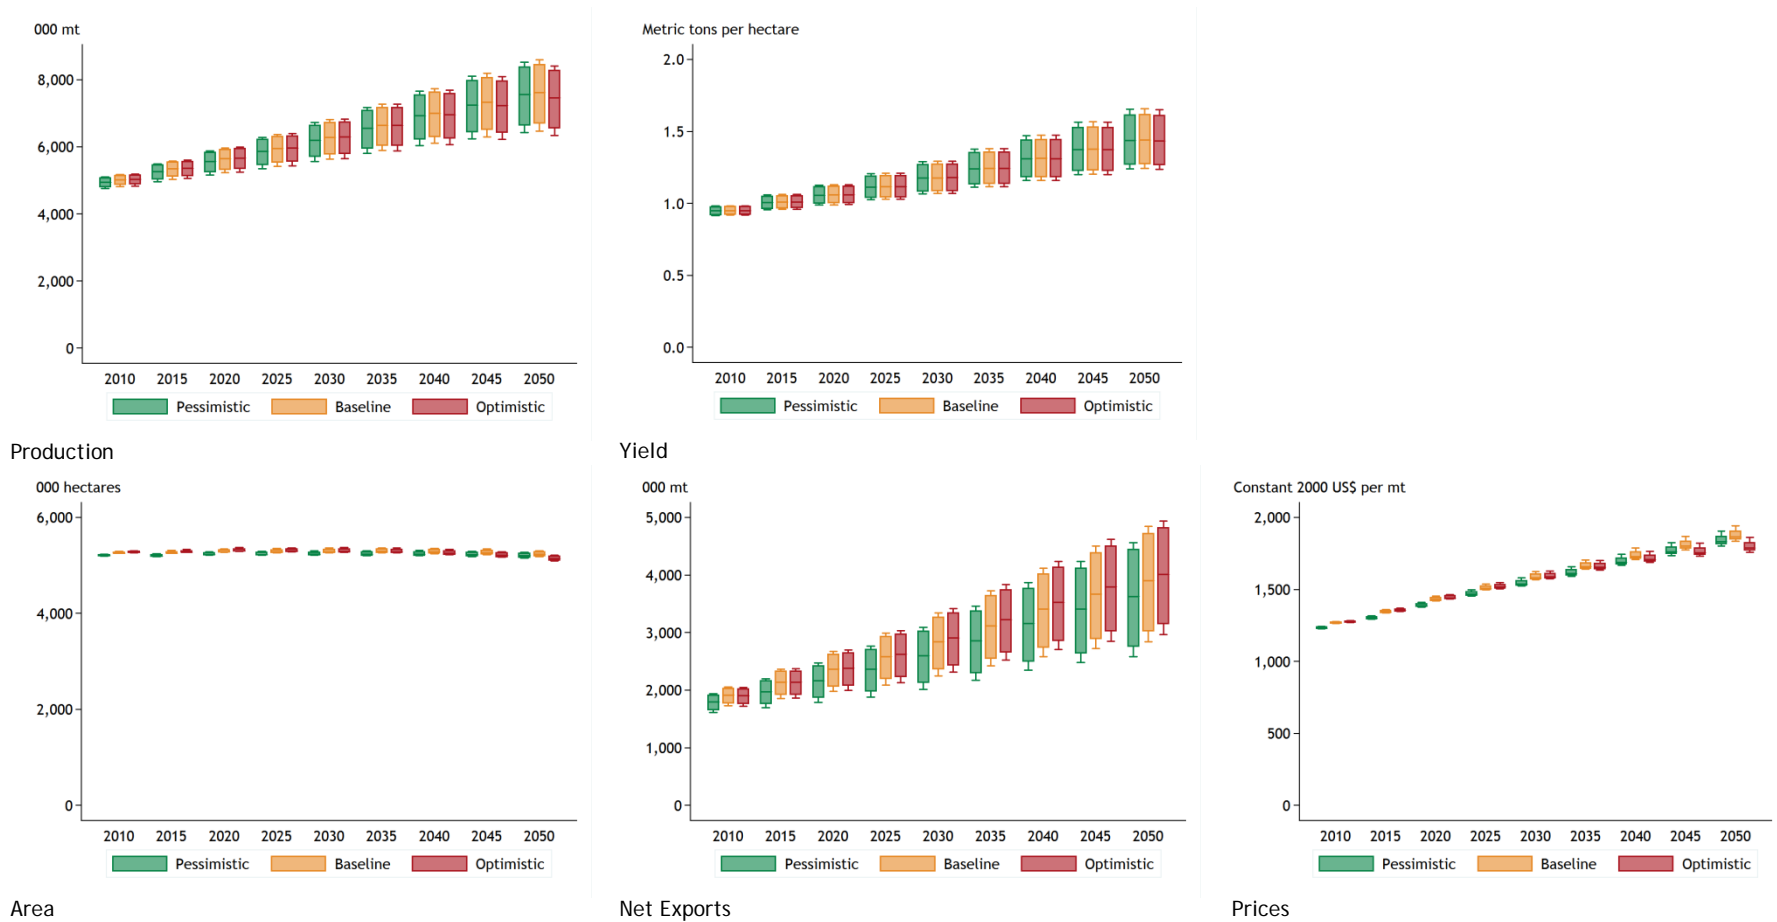 000 mt
8,000
6,000
4,000
2,000
0
2010 2015 2020 2025 2030 2035 2040 2045 2050
Pessimistic Baseline Optimistic
Production
Metric tons per hectare
2.0
1.5
1.0
0.5
0.0
2010 2015 2020 2025 2030 2035 2040 2045 2050
Pessimistic Baseline Optimistic
Yield
000 hectares
6,000
4,000
2,000
0
2010 2015 2020 2025 2030 2035 2040 2045 2050
Pessimistic Baseline Optimistic
Area
000 mt
5,000
4,000
3,000
2,000
1,000
0
2010 2015 2020 2025 2030 2035 2040 2045 2050
Pessimistic Baseline Optimistic
Net Exports
Constant 2000 US$ per mt
2,000
1,500
1,000
500
0
2010 2015 2020 2025 2030 2035 2040 2045 2050
Pessimistic Baseline Optimistic
Prices